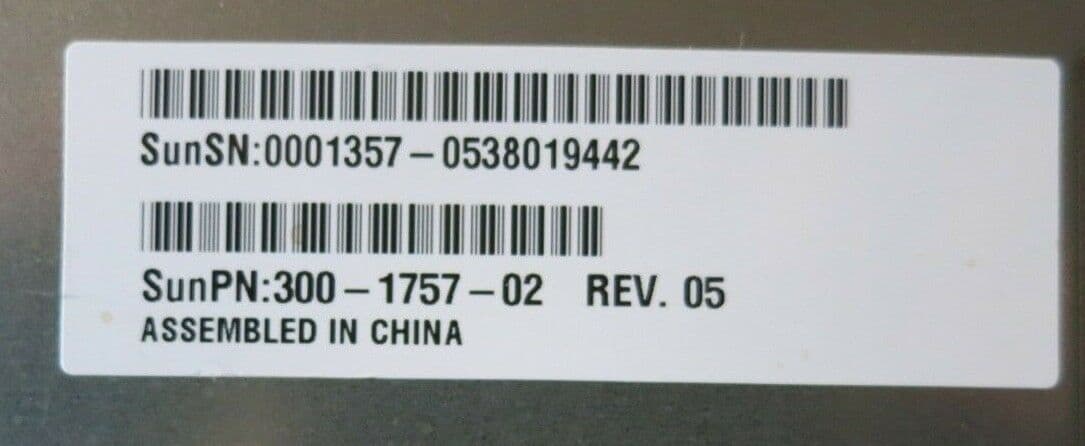 SunSN:0001357-0538019442
SunPN:300-1757-02 REV. 05
ASSEMBLED IN CHINA